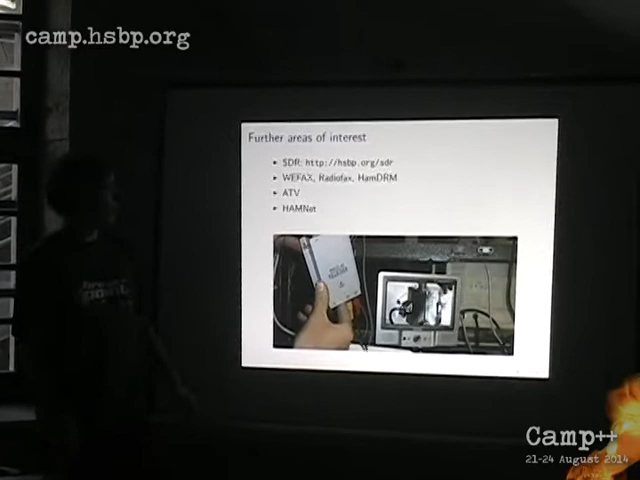 camp.hsbp.org
Further areas of interest
SDR: http://hsbp.org/sdr
WEFAX, Radiofax, HamDRM
ATV
HAMNet
Camp++
21-24 August 2014